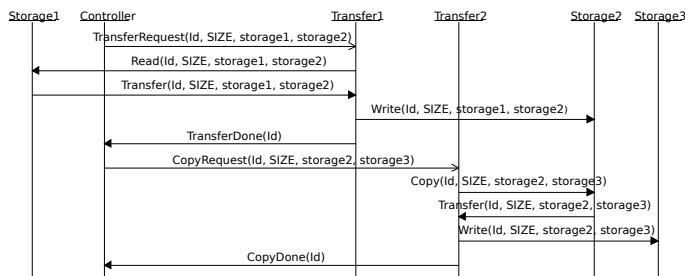 Storage1 Controller Transfer1 Transfer2 Storage2 Storage3
TransferRequest(Id, SIZE, storage1, storage2)
Read(Id, SIZE, storage1, storage2)
Transfer(Id, SIZE, storage1, storage2)
Write(Id, SIZE, storage1, storage2)
TransferDone(Id)
CopyRequest(Id, SIZE, storage2, storage3)
Copy(Id, SIZE, storage2, storage3)
Transfer(Id, SIZE, storage2, storage3)
Write(Id, SIZE, storage2, storage3)
CopyDone(Id)